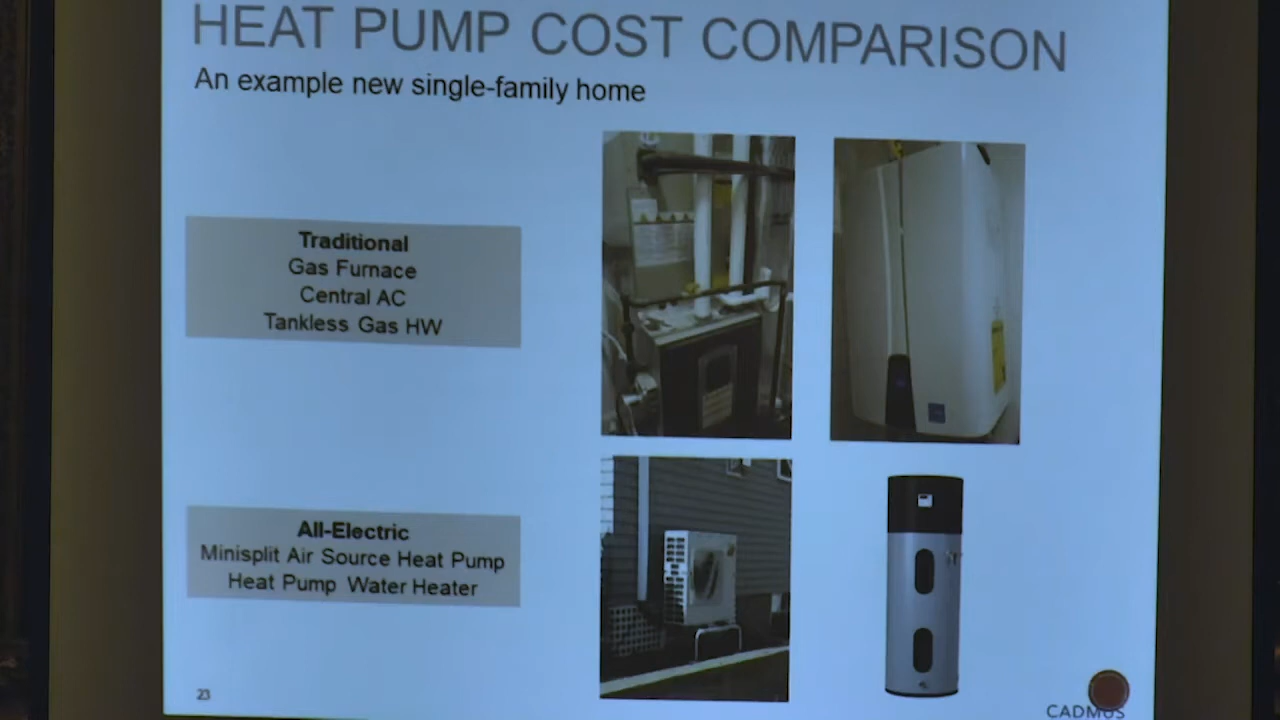 HEAT PUMP COST COMPARISON
An example new single-family home
Traditional
Gas Furnace
Central AC
Tankless Gas HW
All-Electric
Minisplit Air Source Heat Pump
Heat Pump Water Heater
23
CADMUS